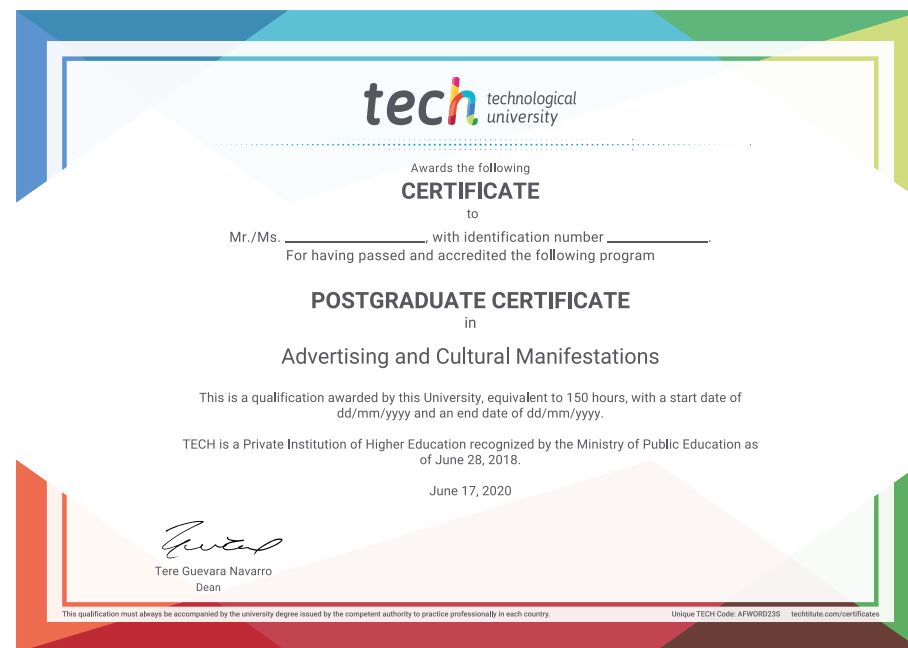 tech technological
university
Awards the following
CERTIFICATE
to
Mr./Ms. ____________________, with identification number ______________.
For having passed and accredited the following program
POSTGRADUATE CERTIFICATE
in
Advertising and Cultural Manifestations
This is a qualification awarded by this University, equivalent to 150 hours, with a start date of
dd/mm/yyyy and an end date of dd/mm/yyyy.
TECH is a Private Institution of Higher Education recognized by the Ministry of Public Education as
of June 28, 2018.
June 17, 2020
Tere Guevara Navarro
Dean
This qualification must always be accompanied by the university degree issued by the competent authority to practice professionally in each country. Unique TECH Code: AFWORD23S techtitute.com/certificates